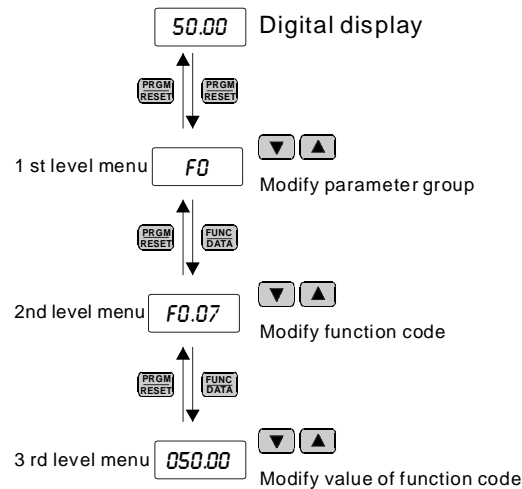 50.00 Digital display
PRGM PRGM
RESET RESET
1 st level menu F0
Modify parameter group
PRGM FUNC
RESET DATA
2nd level menu F0.07
Modify function code
PRGM FUNC
RESET DATA
3 rd level menu 050.00
Modify value of function code